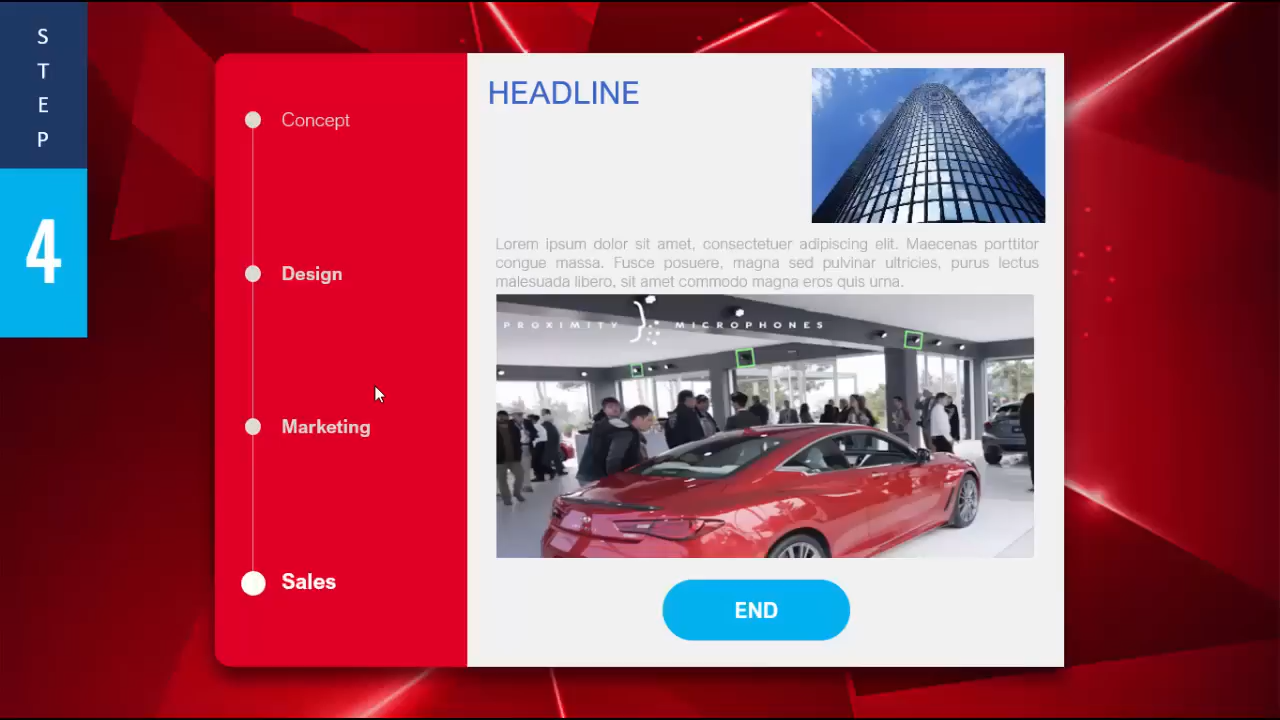 STEP
4
Concept
Design
Marketing
Sales
HEADLINE
Lorem ipsum dolor sit amet, consectetuer adipiscing elit. Maecenas porttitor
congue massa. Fusce posuere, magna sed pulvinar ultricies, purus lectus
malesuada libero, sit amet commodo magna eros quis urna.
PROXIMITY MICROPHONES
END